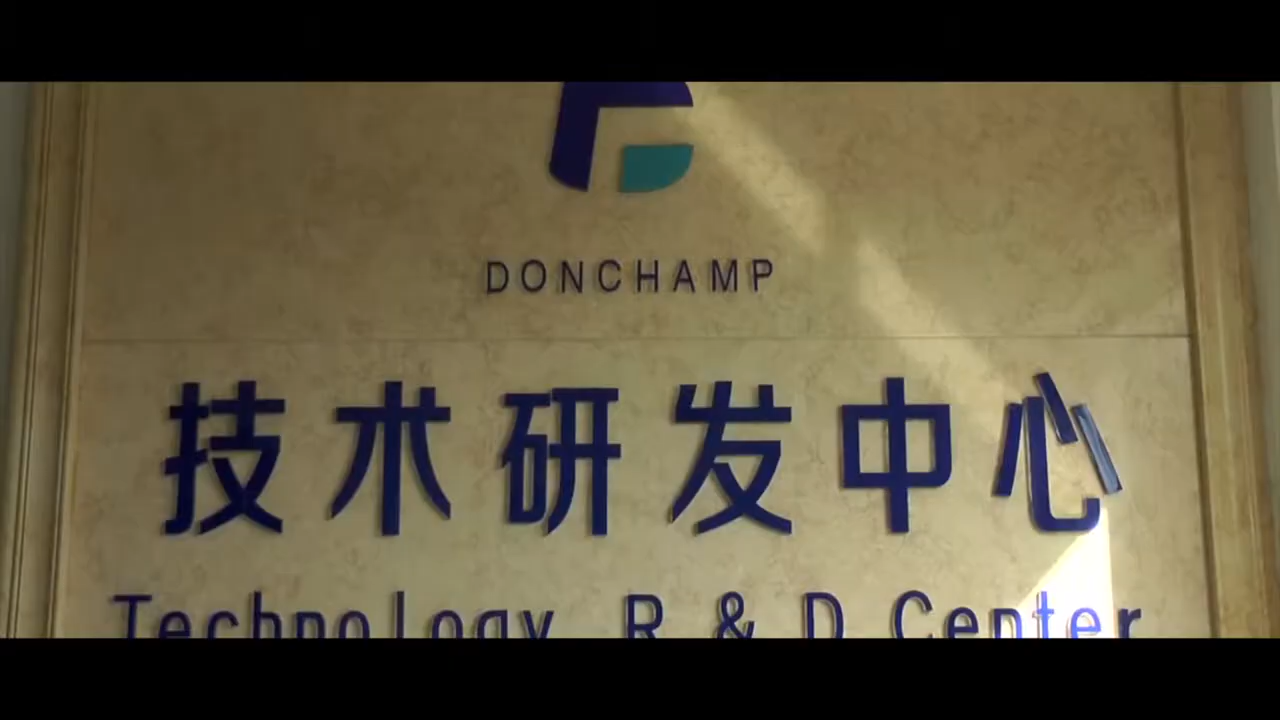 DONCHAMP
技术研发中心
Technology R & D Center